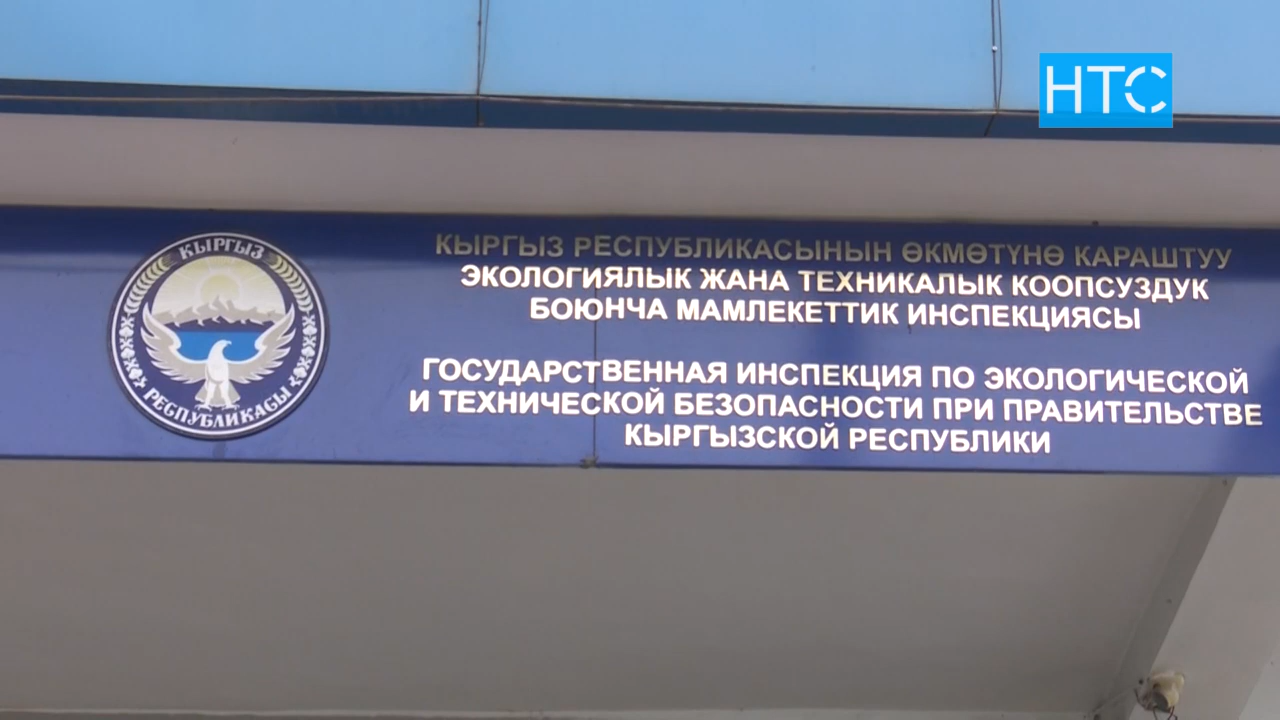 НТС
КЫРГЫЗ
РЕСПУБЛИКАСЫ
КЫРГЫЗ РЕСПУБЛИКАСЫНЫН ӨКМӨТҮНӨ КАРАШТУУ
ЭКОЛОГИЯЛЫК ЖАНА ТЕХНИКАЛЫК КООПСУЗДУК
БОЮНЧА МАМЛЕКЕТТИК ИНСПЕКЦИЯСЫ
ГОСУДАРСТВЕННАЯ ИНСПЕКЦИЯ ПО ЭКОЛОГИЧЕСКОЙ
И ТЕХНИЧЕСКОЙ БЕЗОПАСНОСТИ ПРИ ПРАВИТЕЛЬСТВЕ
КЫРГЫЗСКОЙ РЕСПУБЛИКИ